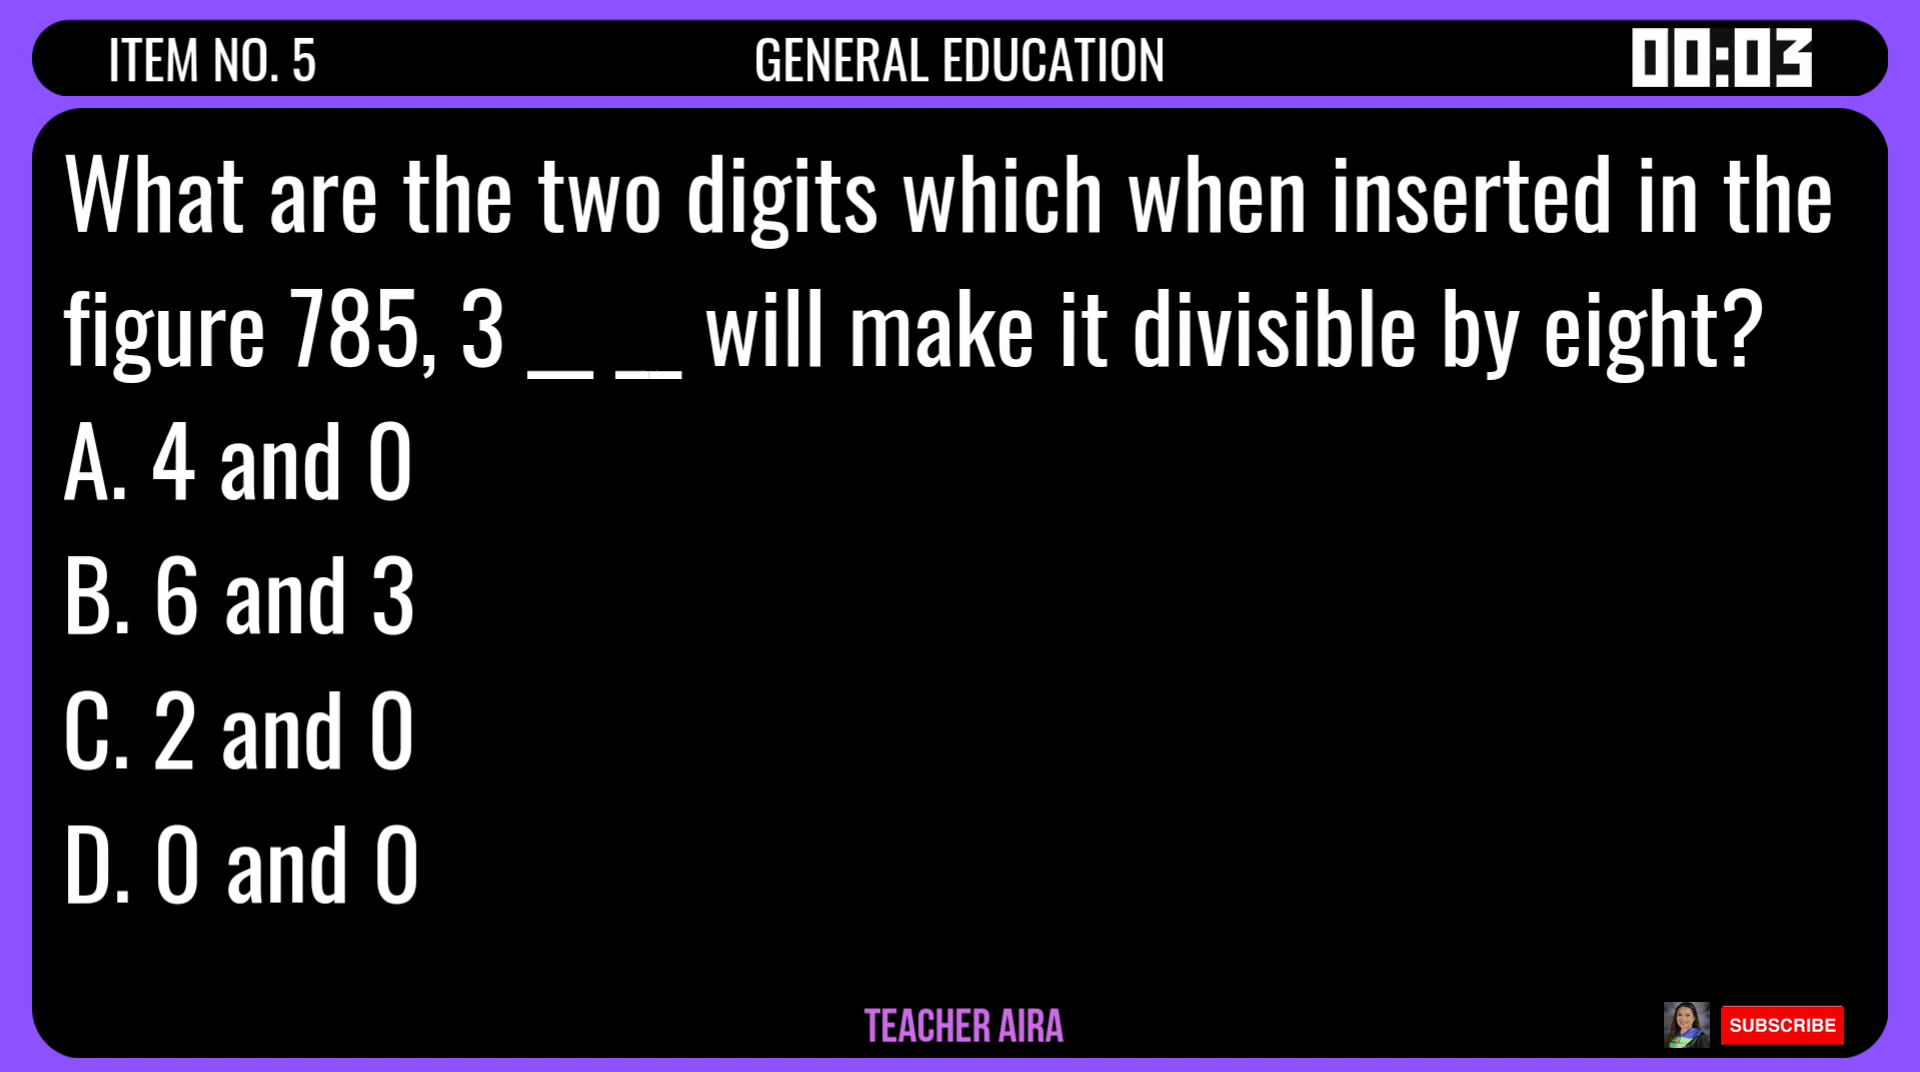 ITEM NO. 5 GENERAL EDUCATION 00:03
What are the two digits which when inserted in the
figure 785, 3 __ __ will make it divisible by eight?
A. 4 and 0
B. 6 and 3
C. 2 and 0
D. 0 and 0
TEACHER AIRA
SUBSCRIBE